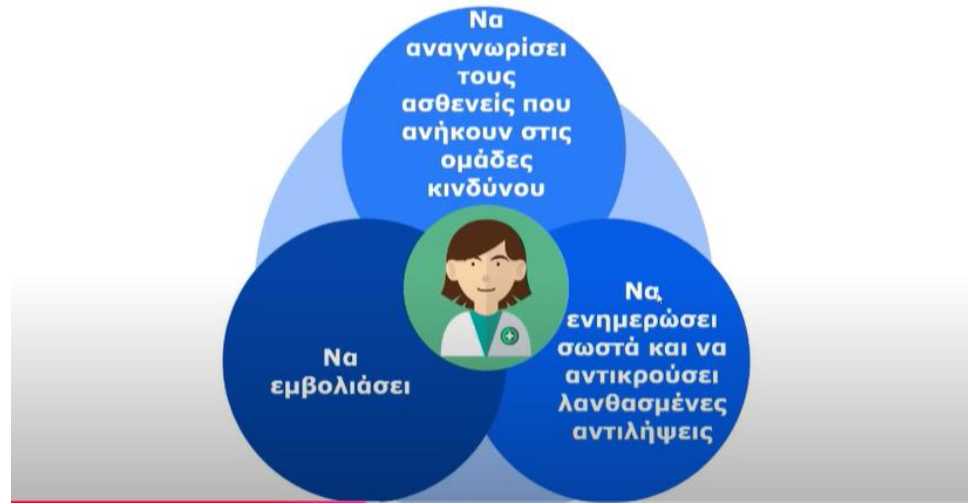 Να
αναγνωρίσει
τους
ασθενείς που
ανήκουν στις
ομάδες
κινδύνου
Να
εμβολιάσει
Να
ενημερώσει
σωστά και να
αντικρούσει
λανθασμένες
αντιλήψεις